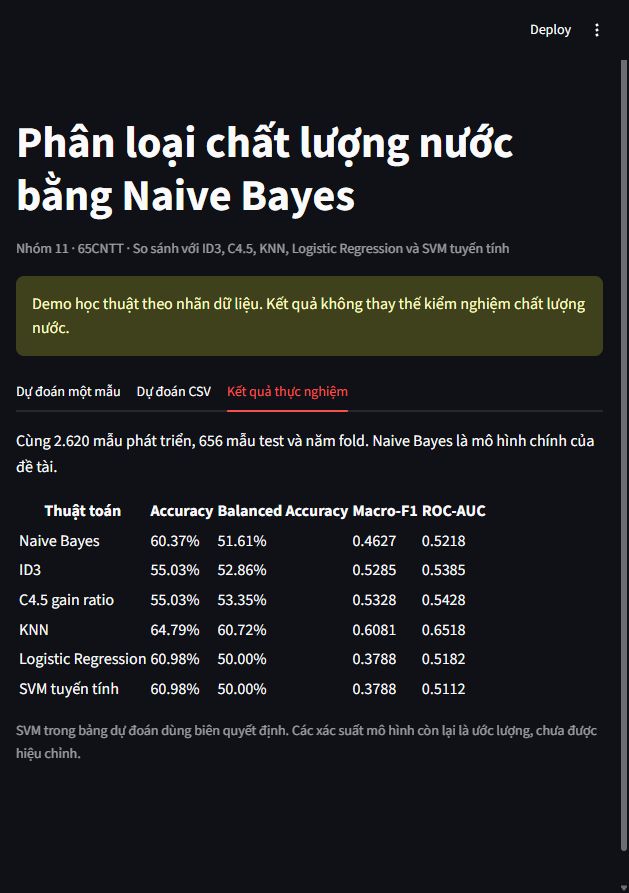 Deploy
Phân loại chất lượng nước
bằng Naive Bayes
Nhóm 11 · 65CNTT · So sánh với ID3, C4.5, KNN, Logistic Regression và SVM tuyến tính
Demo học thuật theo nhãn dữ liệu. Kết quả không thay thế kiểm nghiệm chất lượng
nước.
Dự đoán một mẫu Dự đoán CSV Kết quả thực nghiệm
Cùng 2.620 mẫu phát triển, 656 mẫu test và năm fold. Naive Bayes là mô hình chính của
đề tài.
Thuật toán Accuracy Balanced Accuracy Macro-F1 ROC-AUC
Naive Bayes 60.37% 51.61% 0.4627 0.5218
ID3 55.03% 52.86% 0.5285 0.5385
C4.5 gain ratio 55.03% 53.35% 0.5328 0.5428
KNN 64.79% 60.72% 0.6081 0.6518
Logistic Regression 60.98% 50.00% 0.3788 0.5182
SVM tuyến tính 60.98% 50.00% 0.3788 0.5112
SVM trong bảng dự đoán dùng biên quyết định. Các xác suất mô hình còn lại là ước lượng, chưa được
hiệu chỉnh.